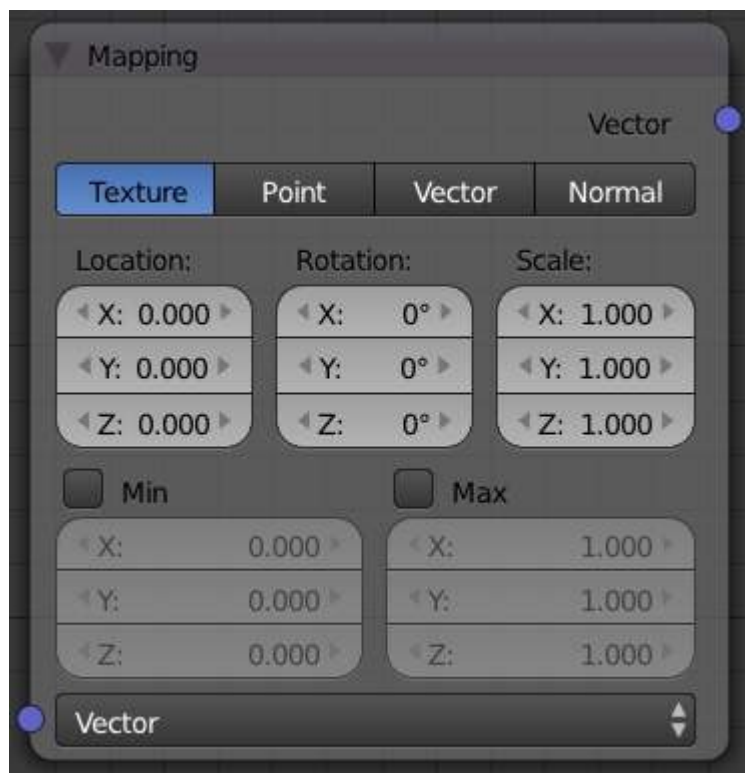 Mapping
Vector
Texture Point Vector Normal
Location: Rotation: Scale:
X: 0.000 X: 0° X: 1.000
Y: 0.000 Y: 0° Y: 1.000
Z: 0.000 Z: 0° Z: 1.000
Min Max
X: 0.000 X: 1.000
Y: 0.000 Y: 1.000
Z: 0.000 Z: 1.000
Vector